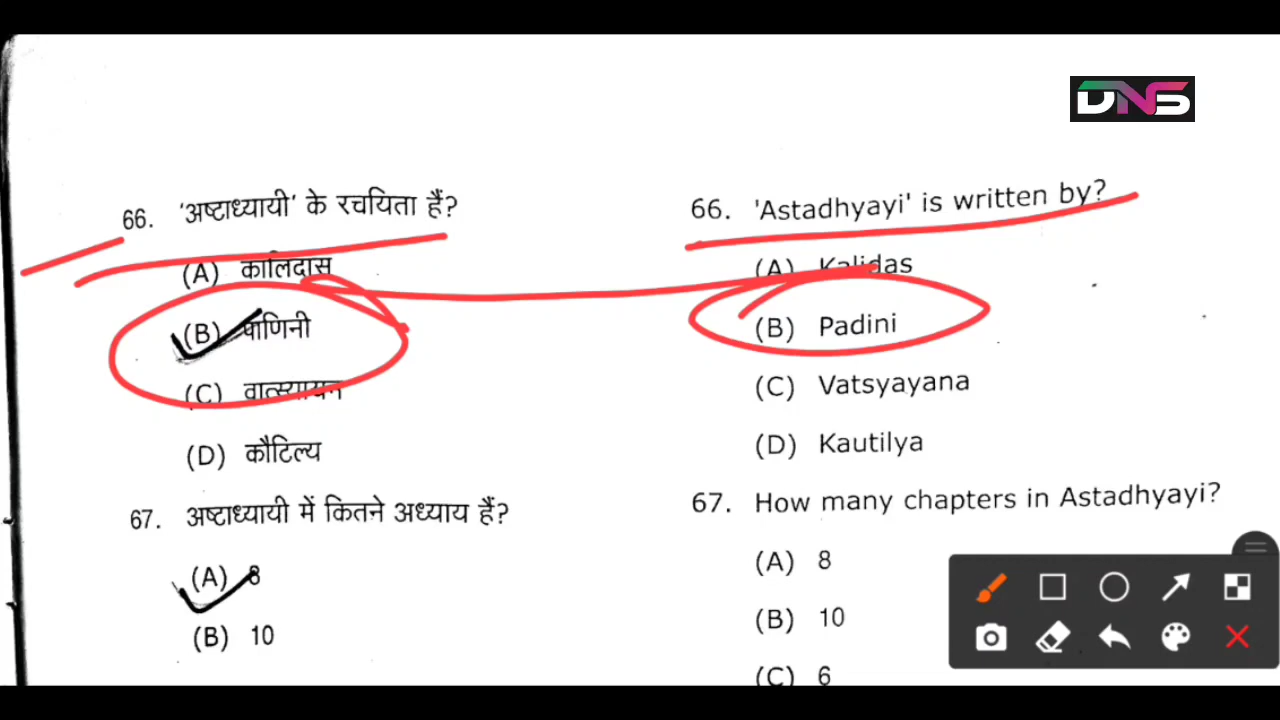 DNS
66. 'अष्टाध्यायी' के रचयिता हैं?
(A) कालिदास
(B) पाणिनी
(C) वात्स्यायन
(D) कौटिल्य
67. अष्टाध्यायी में कितने अध्याय हैं?
(A) 8
(B) 10
66. 'Astadhyayi' is written by?
(A) Kalidas
(B) Padini
(C) Vatsyayana
(D) Kautilya
67. How many chapters in Astadhyayi?
(A) 8
(B) 10
(C) 6